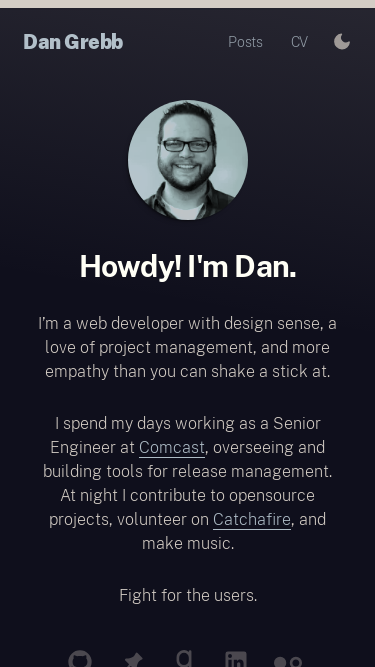 Dan Grebb
Posts
CV
Howdy! I'm Dan.
I'm a web developer with design sense, a
love of project management, and more
empathy than you can shake a stick at.
I spend my days working as a Senior
Engineer at Comcast, overseeing and
building tools for release management.
At night I contribute to opensource
projects, volunteer on Catchafire, and
make music.
Fight for the users.